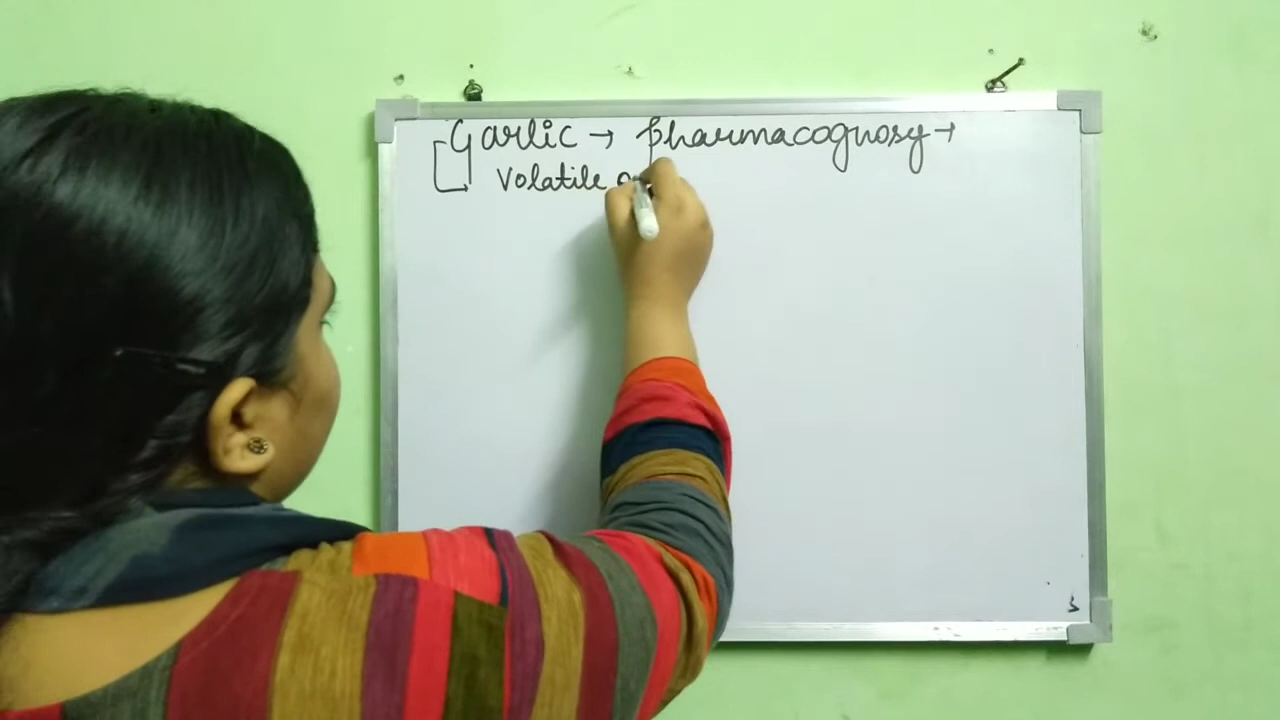 Garlic → Pharmacognosy →
Volatile o